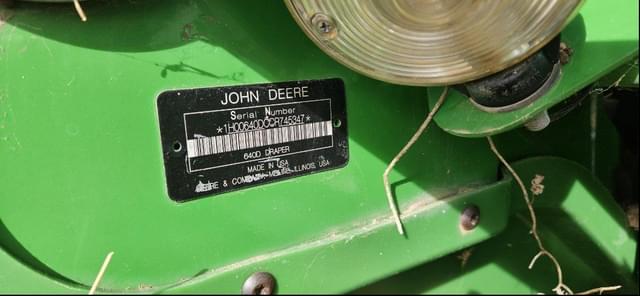 JOHN DEERE
Serial Number
*1H00640DCCR745347*
640D DRAPER
MADE IN USA
DEERE & COMPANY MOLINE, ILLINOIS, USA